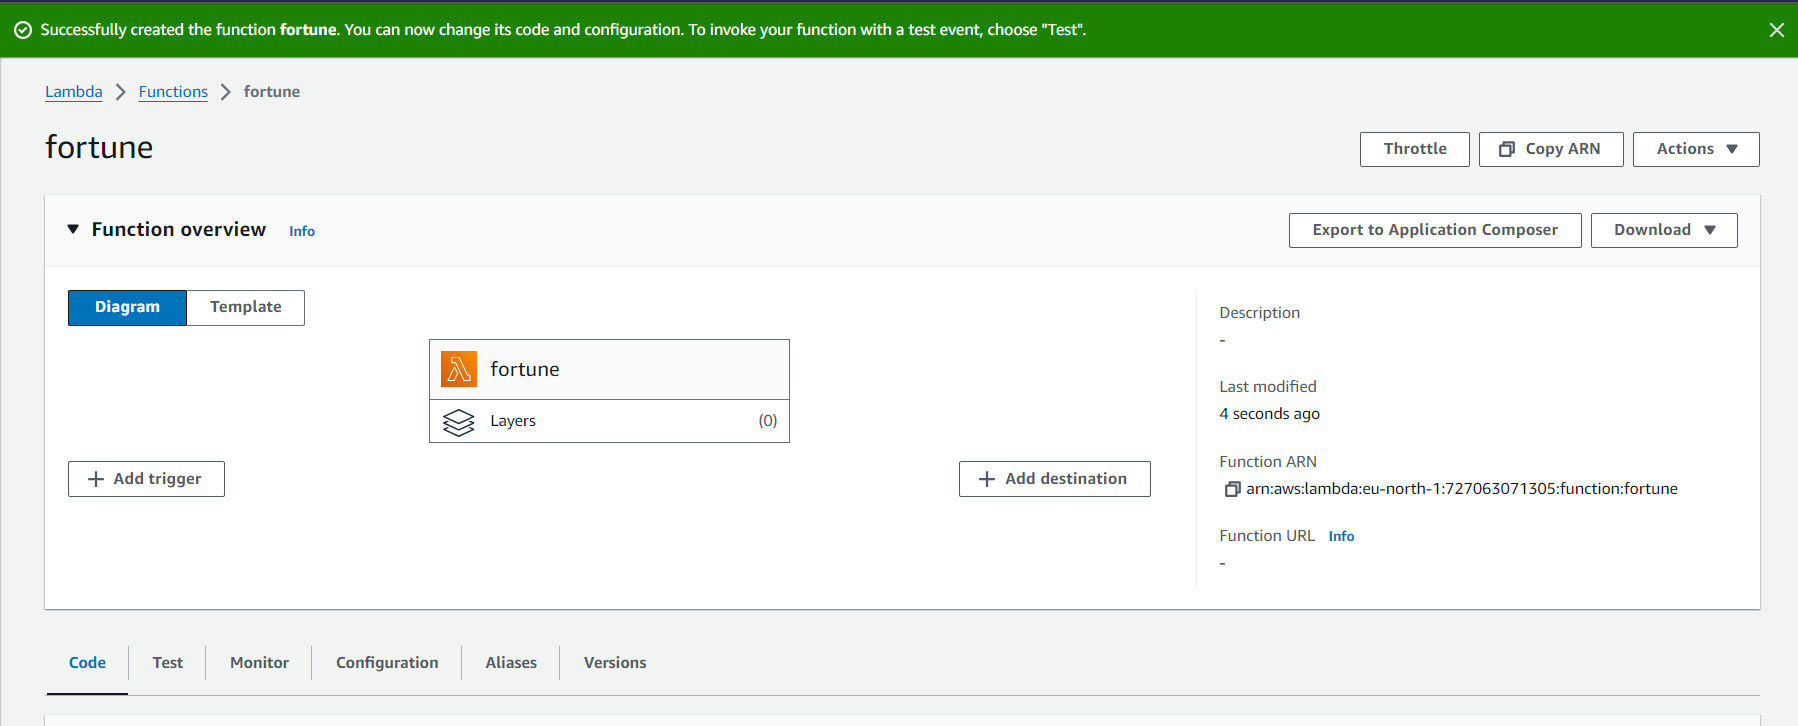 Successfully created the function fortune. You can now change its code and configuration. To invoke your function with a test event, choose "Test".
Lambda > Functions > fortune
fortune
Throttle Copy ARN Actions
Function overview Info
Export to Application Composer Download
Diagram Template
fortune
Layers (0)
+ Add trigger
+ Add destination
Description
-
Last modified
4 seconds ago
Function ARN
arn:aws:lambda:eu-north-1:727063071305:function:fortune
Function URL Info
-
Code Test Monitor Configuration Aliases Versions